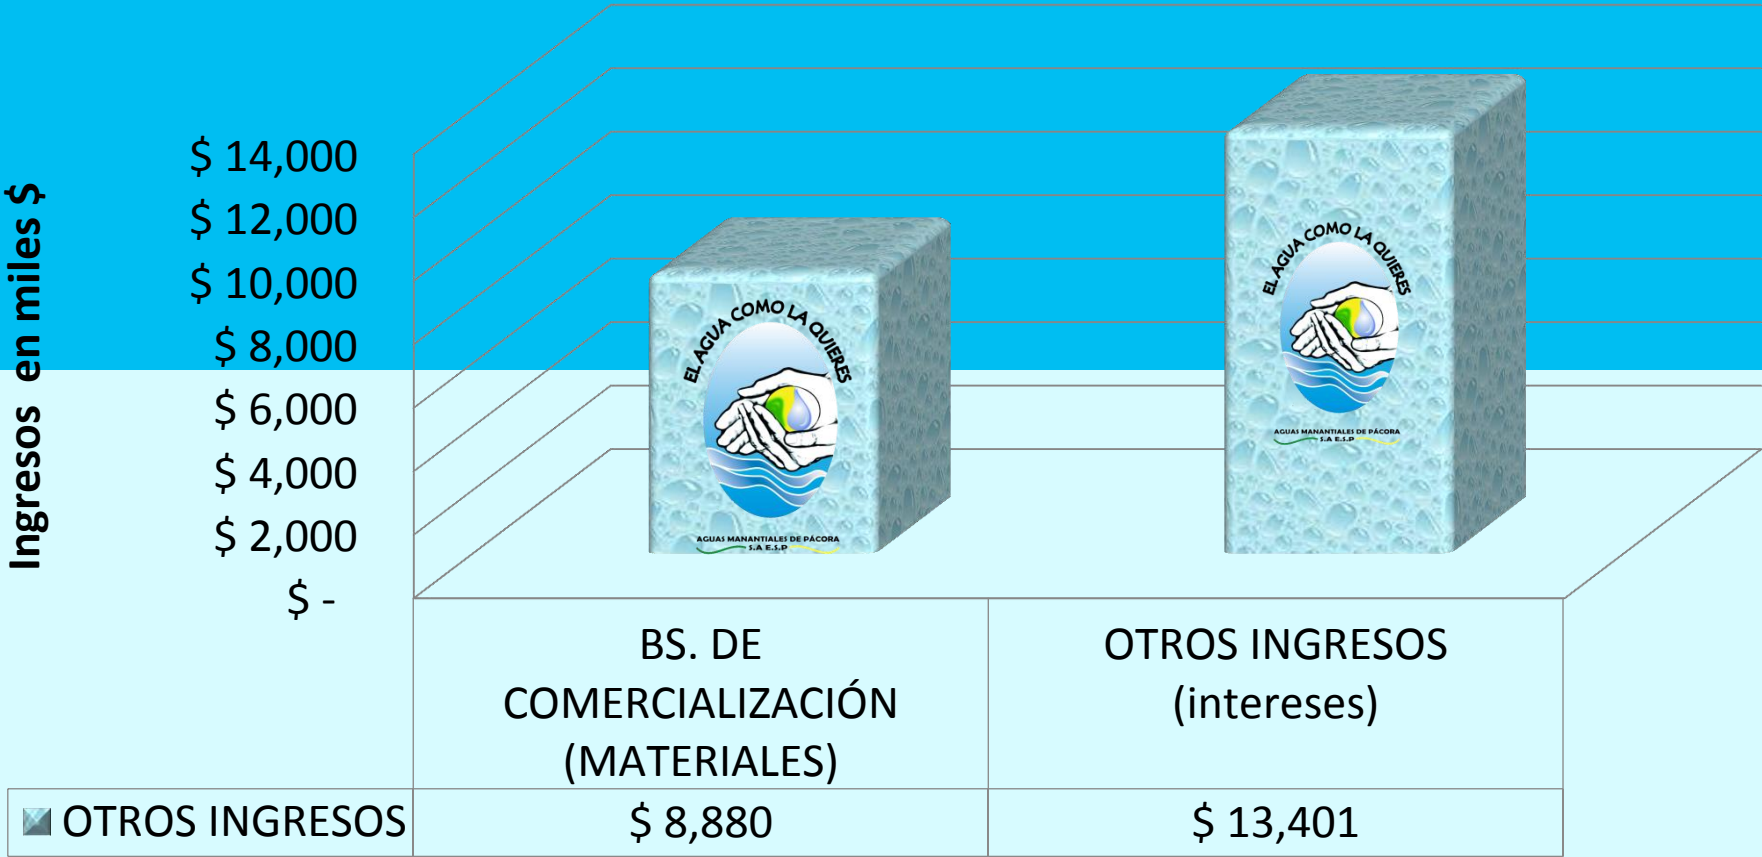 Ingresos en miles $
$ 14,000
$ 12,000
$ 10,000
$ 8,000
$ 6,000
$ 4,000
$ 2,000
$ -
EL AGUA COMO LA QUIERES
AGUAS MANANTIALES DE PÁCORA
S.A E.S.P
EL AGUA COMO LA QUIERES
AGUAS MANANTIALES DE PÁCORA
S.A E.S.P
BS. DE
COMERCIALIZACIÓN
(MATERIALES)
OTROS INGRESOS
(intereses)
OTROS INGRESOS
$ 8,880
$ 13,401